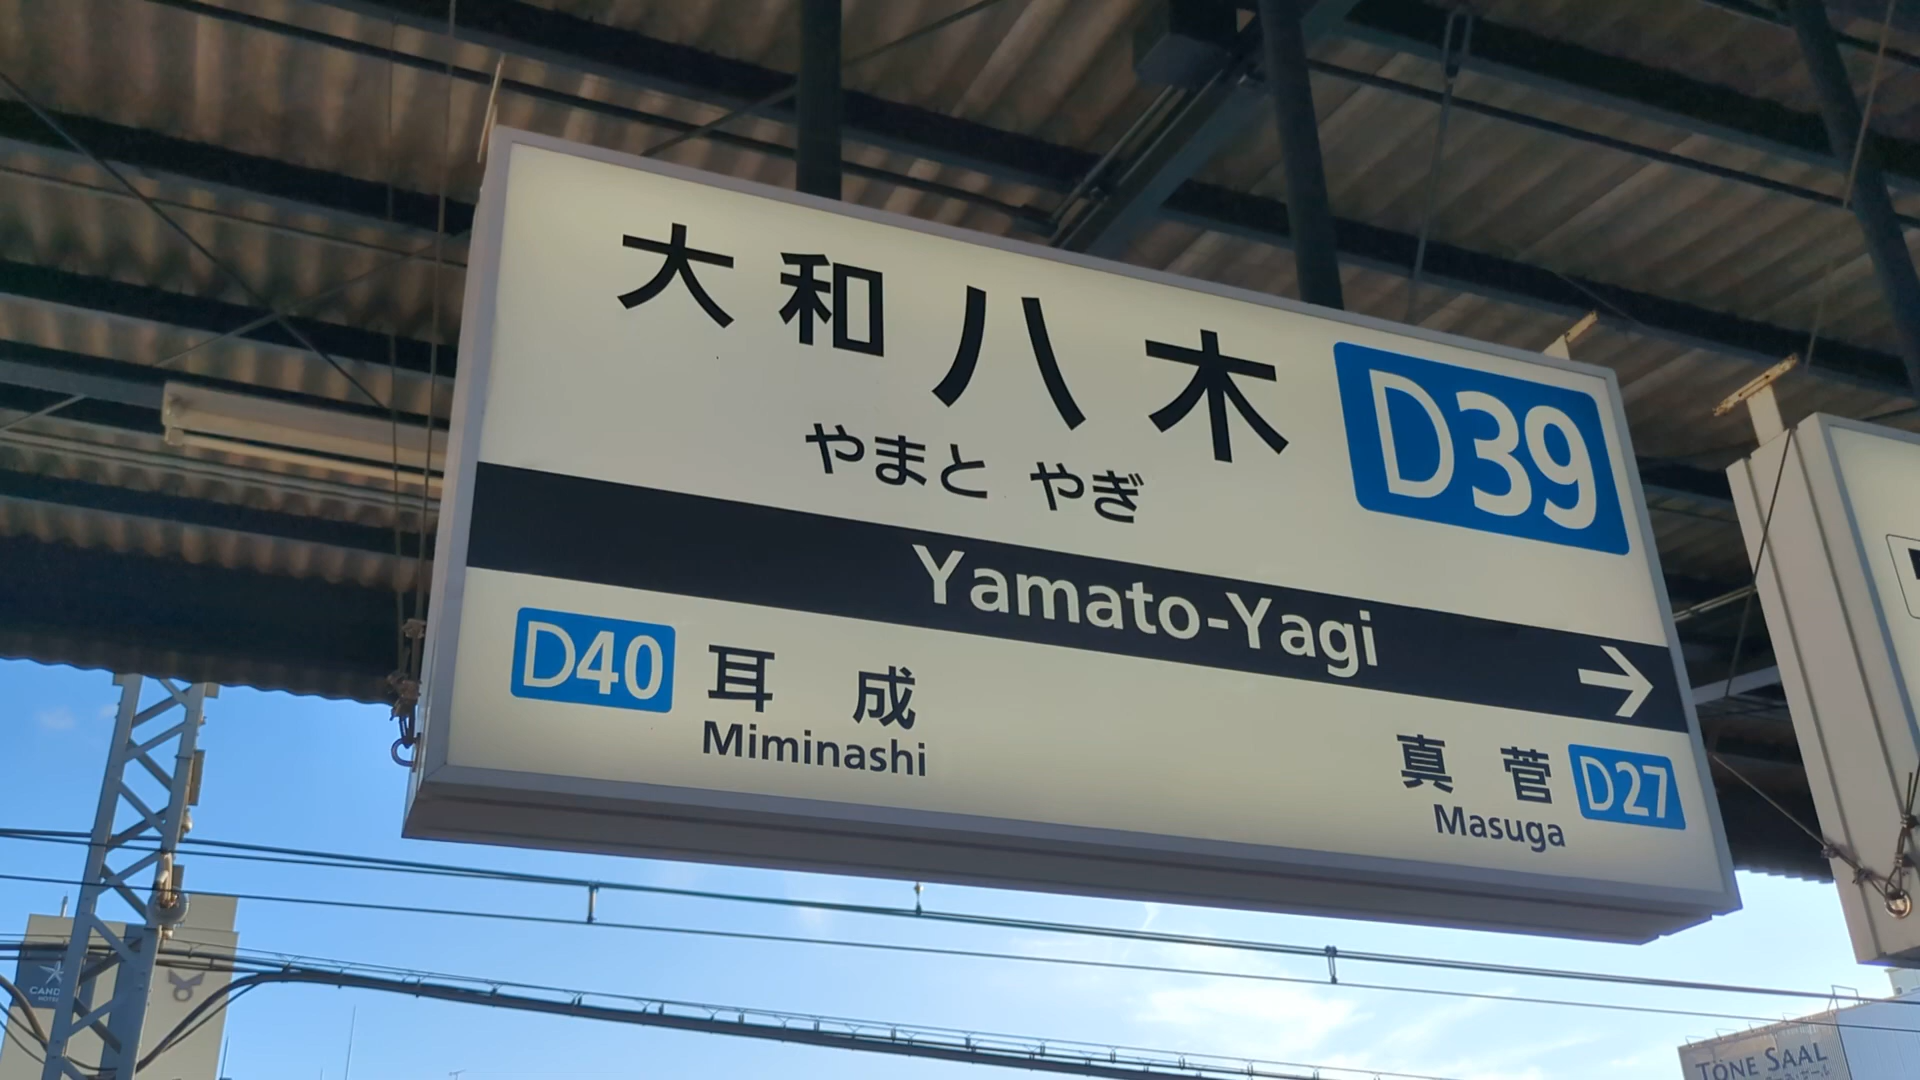 大和八木
D39
やまと やぎ
Yamato-Yagi →
D40 耳成
Miminashi
真菅 D27
Masuga
TONE SAAL